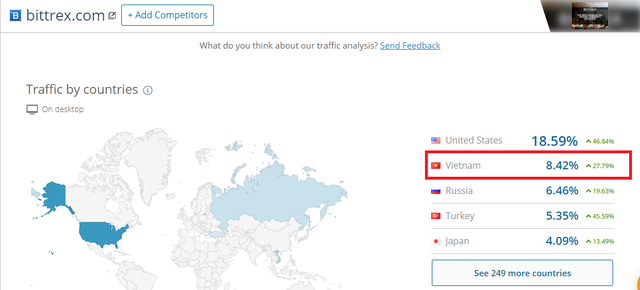 bittrex.com + Add Competitors
What do you think about our traffic analysis? Send Feedback
Traffic by countries
On desktop
United States 18.59% 46.84%
Vietnam 8.42% 27.79%
Russia 6.46% 19.63%
Turkey 5.35% 45.59%
Japan 4.09% 13.49%
See 249 more countries